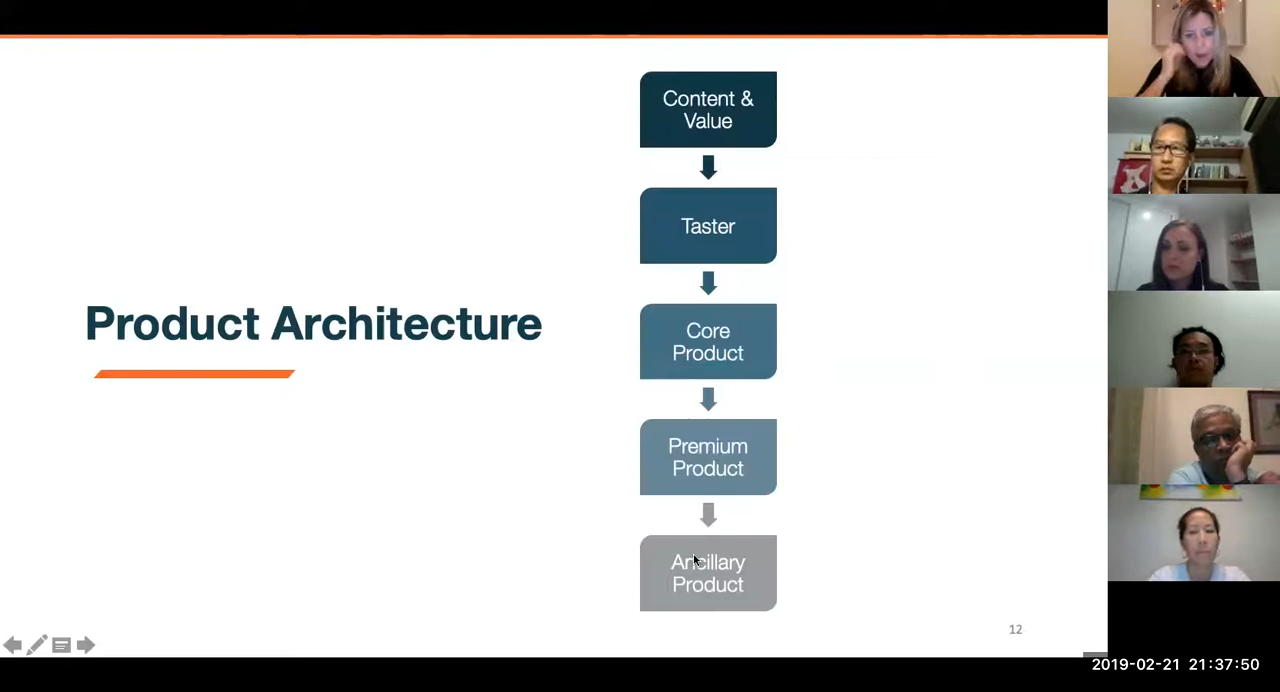 Product Architecture
Content &
Value
Taster
Core
Product
Premium
Product
Ancillary
Product
12
2019-02-21 21:37:50